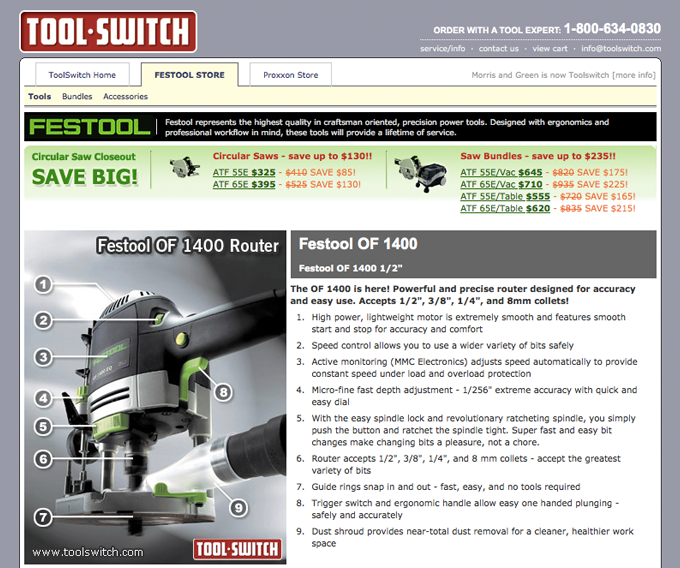 TOOL·SWITCH
ORDER WITH A TOOL EXPERT: 1-800-634-0830
service/info · contact us · view cart · info@toolswitch.com
ToolSwitch Home
FESTOOL STORE
Proxxon Store
Morris and Green is now Toolswitch [more info]
Tools Bundles Accessories
FESTOOL
Festool represents the highest quality in craftsman oriented, precision power tools. Designed with ergonomics and
professional workflow in mind, these tools will provide a lifetime of service.
Circular Saw Closeout
SAVE BIG!
Circular Saws - save up to $130!!
ATF 55E $325 - $410 SAVE $85!
ATF 65E $395 - $525 SAVE $130!
Saw Bundles - save up to $235!!
ATF 55E/Vac $645 - $820 SAVE $175!
ATF 65E/Vac $710 - $935 SAVE $225!
ATF 55E/Table $555 - $720 SAVE $165!
ATF 65E/Table $620 - $835 SAVE $215!
Festool OF 1400 Router
1
2
3
4
5
6
7
8
9
FESTOOL
www.toolswitch.com
TOOL·SWITCH
Festool OF 1400
Festool OF 1400 1/2"
The OF 1400 is here! Powerful and precise router designed for accuracy
and easy use. Accepts 1/2", 3/8", 1/4", and 8mm collets!
1. High power, lightweight motor is extremely smooth and features smooth
start and stop for accuracy and comfort
2. Speed control allows you to use a wider variety of bits safely
3. Active monitoring (MMC Electronics) adjusts speed automatically to provide
constant speed under load and overload protection
4. Micro-fine fast depth adjustment - 1/256" extreme accuracy with quick and
easy dial
5. With the easy spindle lock and revolutionary ratcheting spindle, you simply
push the button and ratchet the spindle tight. Super fast and easy bit
changes make changing bits a pleasure, not a chore.
6. Router accepts 1/2", 3/8", 1/4", and 8 mm collets - accept the greatest
variety of bits
7. Guide rings snap in and out - fast, easy, and no tools required
8. Trigger switch and ergonomic handle allow easy one handed plunging -
safely and accurately
9. Dust shroud provides near-total dust removal for a cleaner, healthier work
space